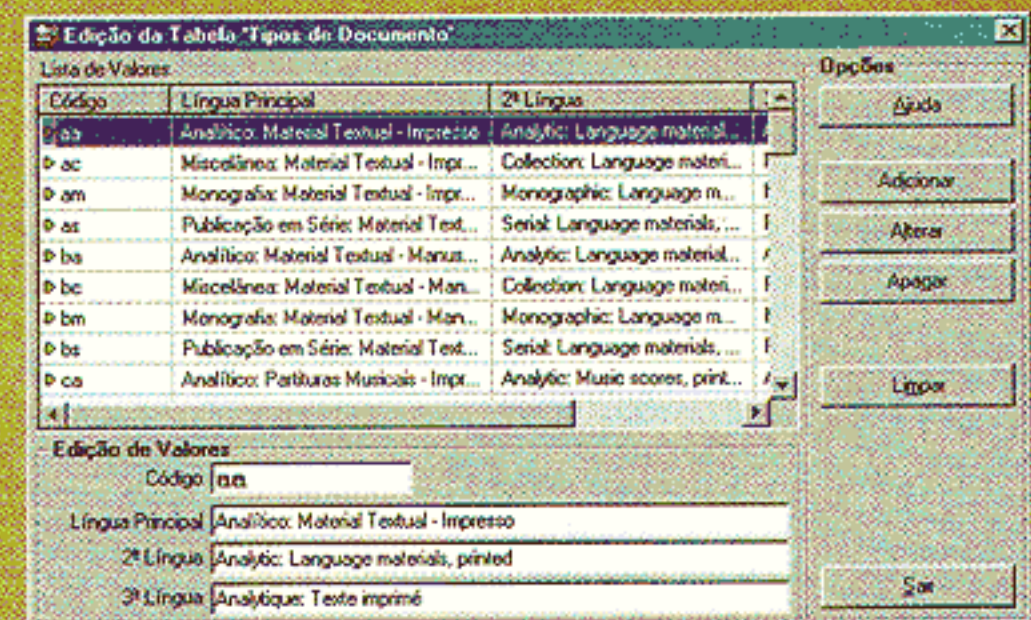 Edição da Tabela "Tipos de Documento"
Lista de Valores
Opções
Código Língua Principal 2ª Língua
aa Analítico: Material Textual - Impresso Analytic: Language material...
ac Miscelânea: Material Textual - Impr... Collection: Language materi...
am Monografia: Material Textual - Impr... Monographic: Language m...
as Publicação em Série: Material Text... Serial: Language materials, ...
ba Analítico: Material Textual - Manus... Analytic: Language material...
bc Miscelânea: Material Textual - Man... Collection: Language materi...
bm Monografia: Material Textual - Man... Monographic: Language m...
bs Publicação em Série: Material Text... Serial: Language materials, ...
ca Analítico: Partituras Musicais - Impr... Analytic: Music scores, print...
Ajuda
Adicionar
Alterar
Apagar
Limpar
Sair
Edição de Valores
Código aa
Língua Principal Analítico: Material Textual - Impresso
2ª Língua Analytic: Language materials, printed
3ª Língua Analytique: Texte imprimé